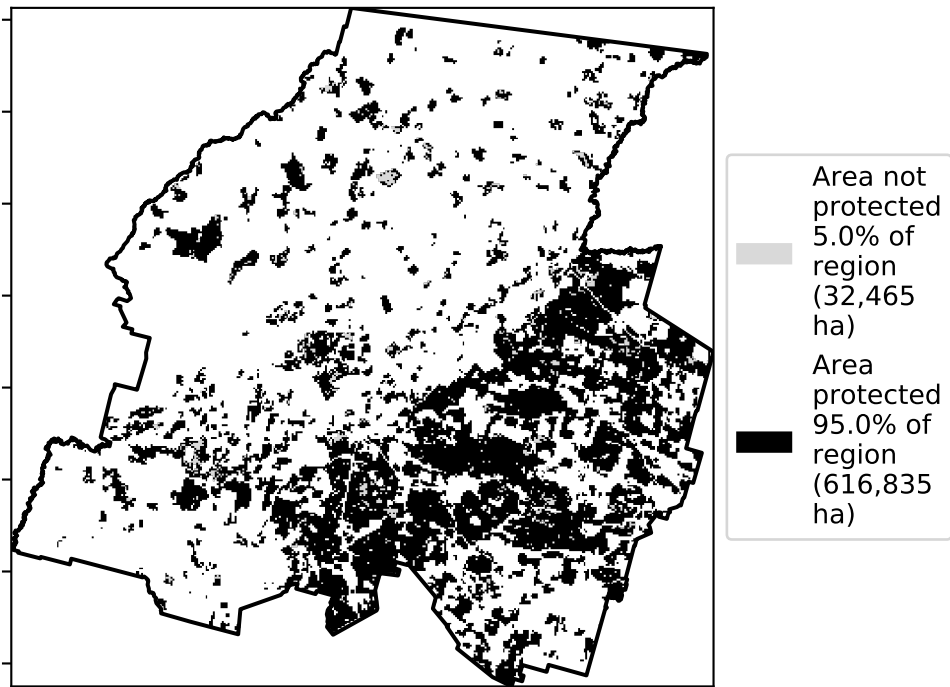 Area not
protected
5.0% of
region
(32,465
ha)
Area
protected
95.0% of
region
(616,835
ha)